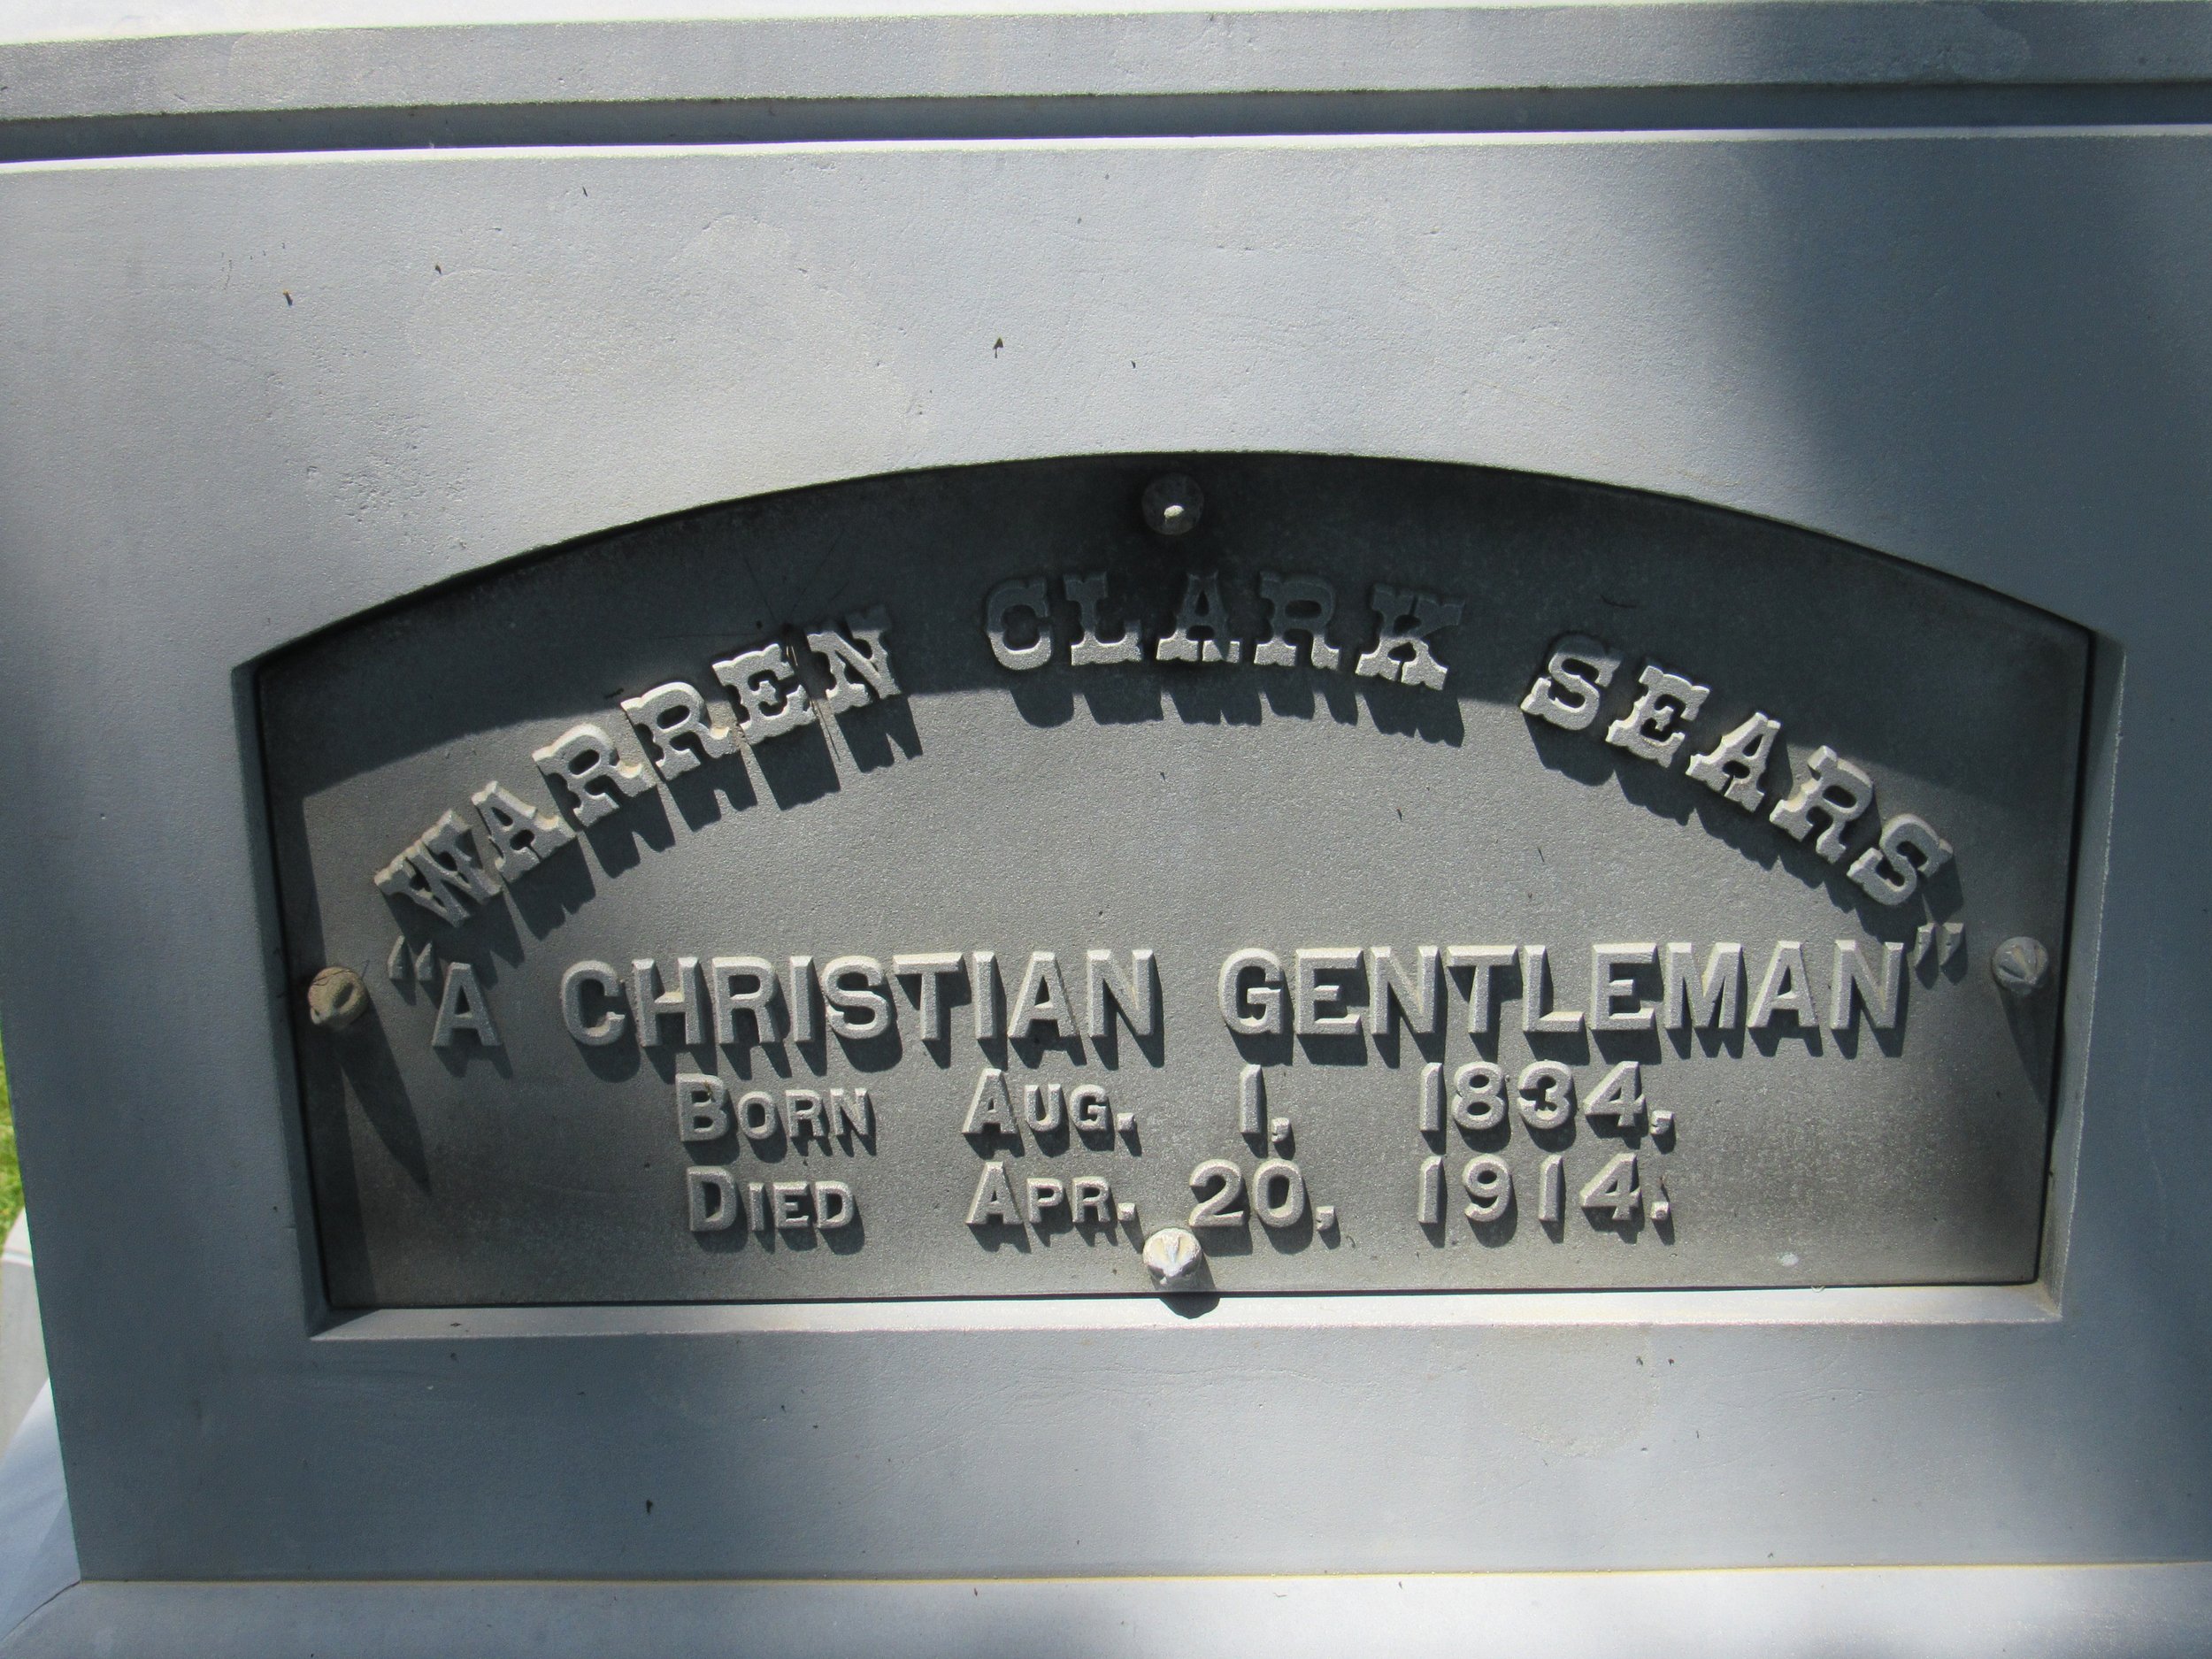 WARREN CLARK SEARS
"A CHRISTIAN GENTLEMAN"
BORN AUG. 1, 1834,
DIED APR. 20, 1914.